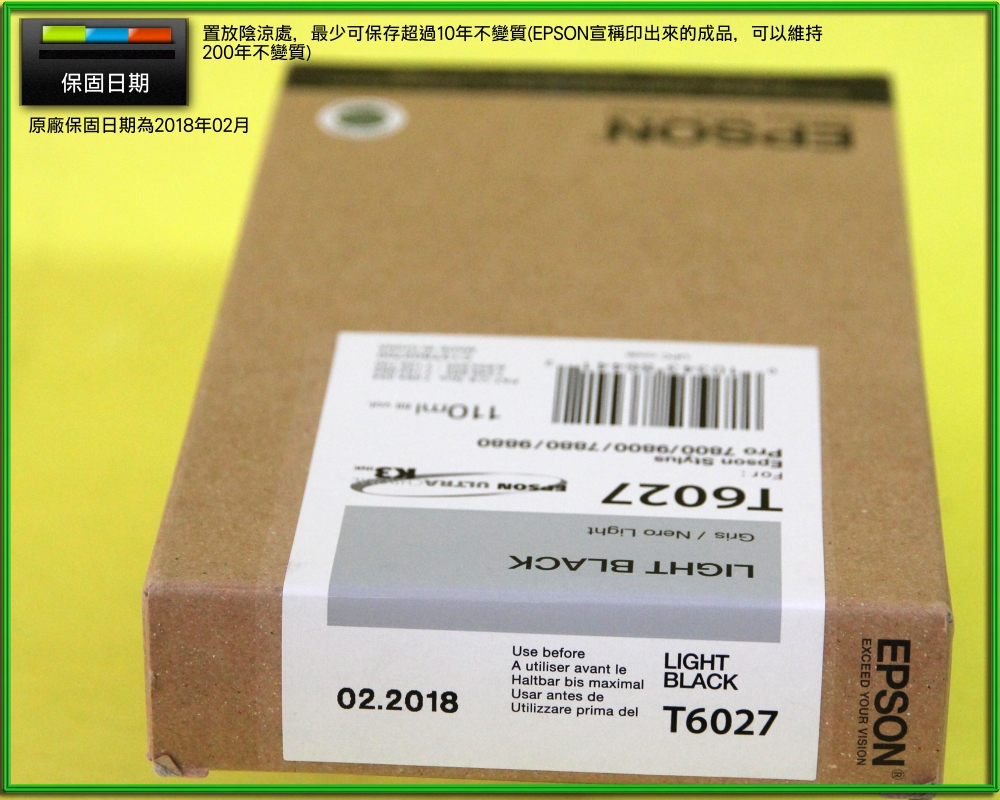 置放陰涼處，最少可保存超過10年不變質(EPSON宣稱印出來的成品，可以維持
200年不變質)
保固日期
原廠保固日期為2018年02月
EPSON
110ml
Pro 7800/9800/7880/9880
Epson Stylus
For :
EPSON ULTRACHROME K3 INK
T6027
Gris / Nero Light
LIGHT BLACK
Use before
A utiliser avant le
Haltbar bis maximal
Usar antes de
Utilizzare prima del
02.2018
LIGHT
BLACK
T6027
EPSON®
EXCEED YOUR VISION